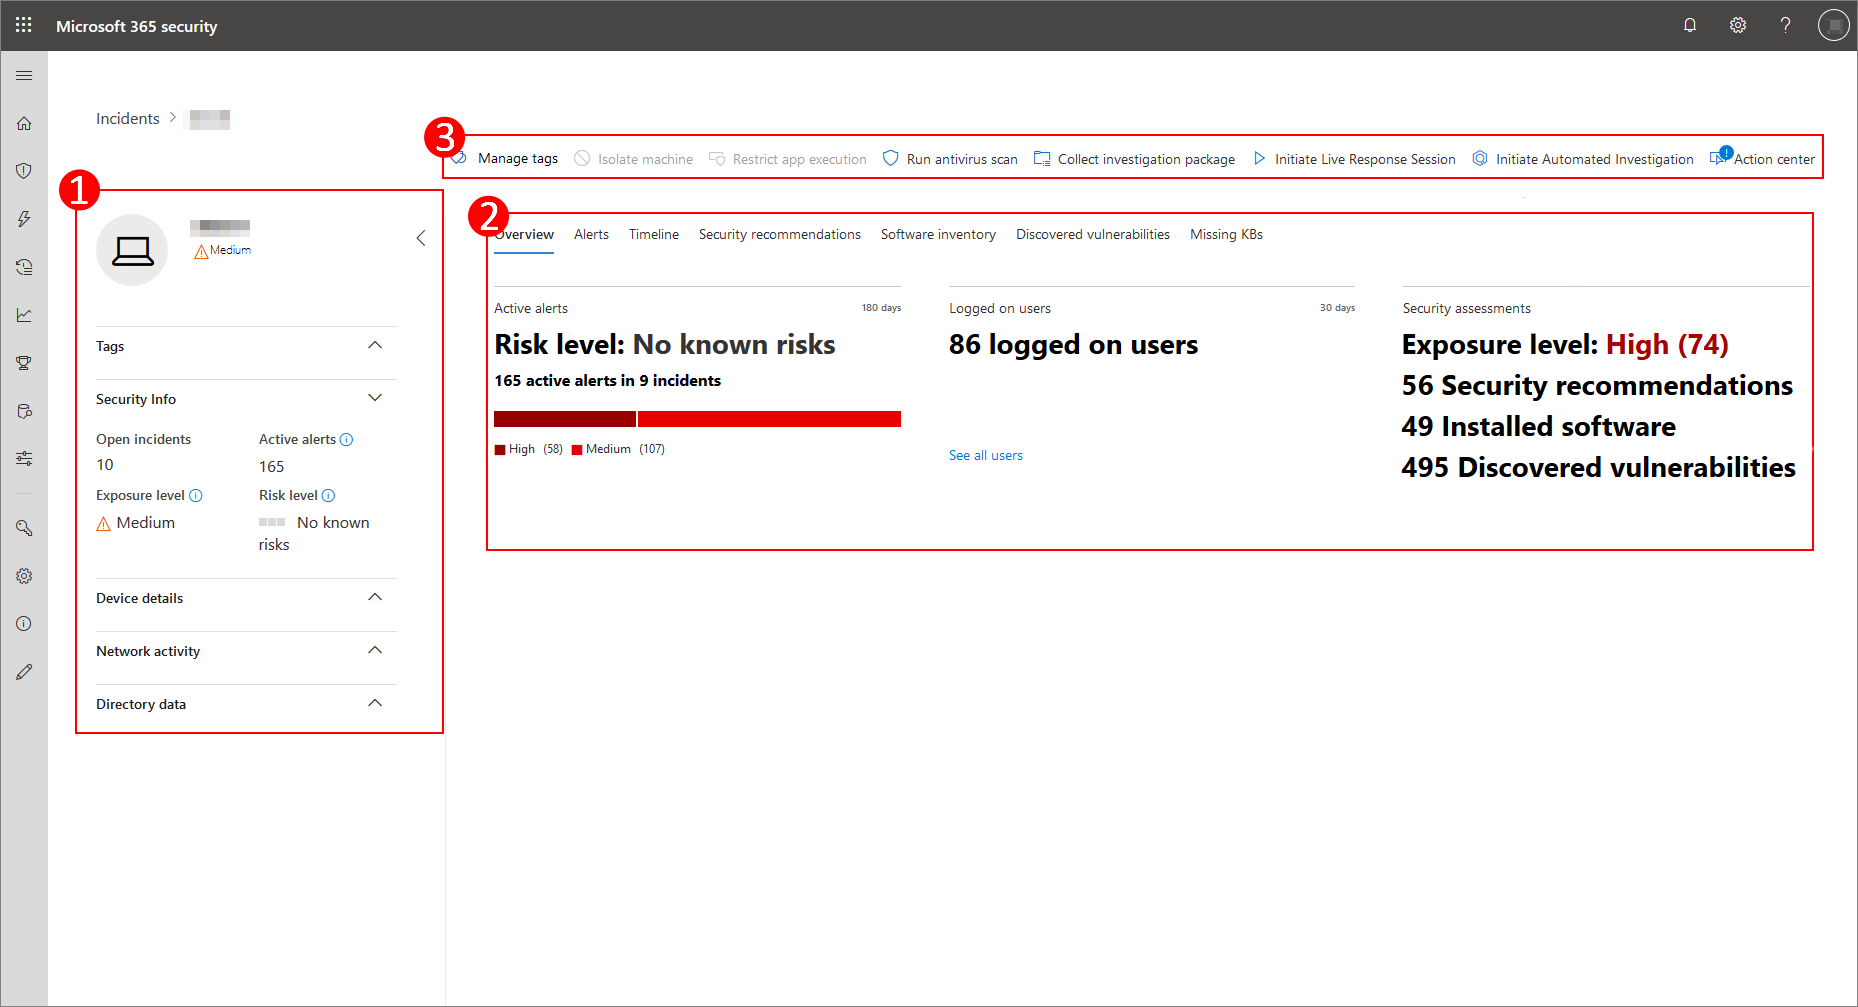 Microsoft 365 security
?
Incidents >
3
Manage tags Isolate machine Restrict app execution Run antivirus scan Collect investigation package Initiate Live Response Session Initiate Automated Investigation Action center
1
Medium
Tags
Security Info
Open incidents Active alerts
10 165
Exposure level Risk level
Medium No known risks
Device details
Network activity
Directory data
2
Overview Alerts Timeline Security recommendations Software inventory Discovered vulnerabilities Missing KBs
Active alerts 180 days
Risk level: No known risks
165 active alerts in 9 incidents
High (58) Medium (107)
Logged on users 30 days
86 logged on users
See all users
Security assessments
Exposure level: High (74)
56 Security recommendations
49 Installed software
495 Discovered vulnerabilities